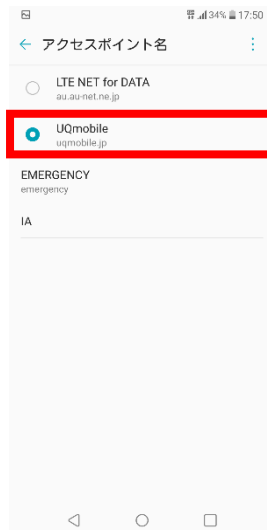 34% 17:50
アクセスポイント名
LTE NET for DATA
au.au-net.ne.jp
UQmobile
uqmobile.jp
EMERGENCY
emergency
IA